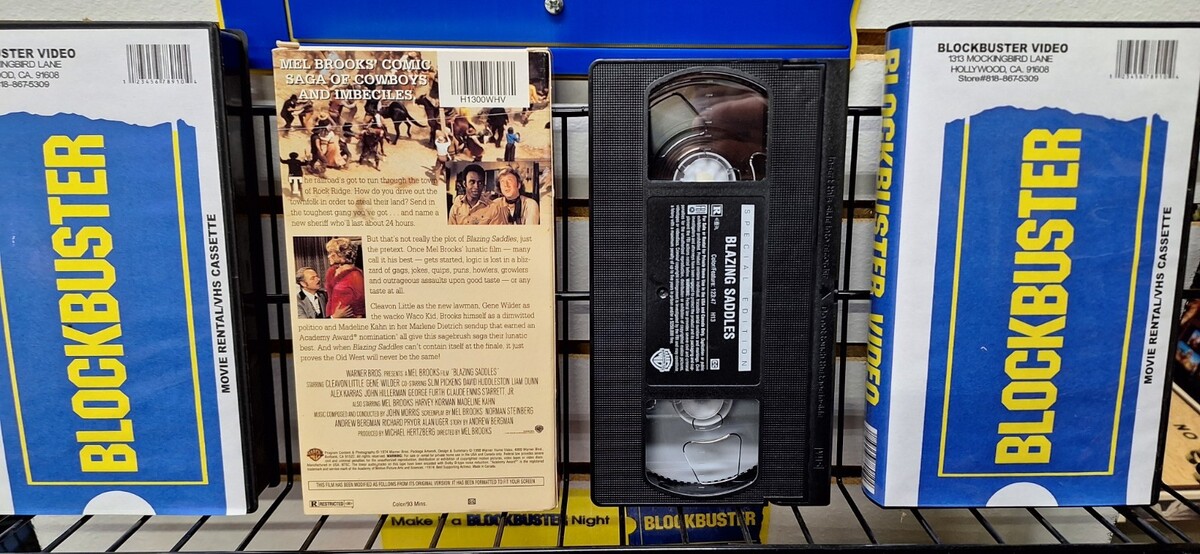 STER VIDEO
INGBIRD LANE
OD, CA. 91608
18-867-5309
BLOCKBUSTER
MOVIE RENTAL/VHS CASSETTE
MEL BROOKS' COMIC
SAGA OF COWBOYS
AND IMBECILES
H1300WHV
The railroad's got to run through the town
of Rock Ridge. How do you drive out the
townfolk in order to steal their land? Send in
the toughest gang you've got . . . and name a
new sheriff who'll last about 24 hours.
But that's not really the plot of Blazing Saddles, just
the pretext. Once Mel Brooks' lunatic film — many
call it his best — gets started, logic is lost in a bliz-
zard of gags, jokes, quips, puns, howlers, growlers
and outrageous assaults upon good taste — or any
taste at all.
Cleavon Little as the new lawman, Gene Wilder as
the wacko Waco Kid, Brooks himself as a dimwitted
politico and Madeline Kahn in her Marlene Dietrich sendup that earned an
Academy Award® nomination* all give this sagebrush saga their lunatic
best. And when Blazing Saddles can't contain itself at the finale, it just
proves the Old West will never be the same!
WARNER BROS. PRESENTS A MEL BROOKS FILM "BLAZING SADDLES"
STARRING CLEAVON LITTLE GENE WILDER CO-STARRING SLIM PICKENS DAVID HUDDLESTON LIAM DUNN
ALEX KARRAS JOHN HILLERMAN GEORGE FURTH CLAUDE ENNIS STARRETT, JR.
ALSO STARRING MEL BROOKS HARVEY KORMAN MADELINE KAHN
MUSIC COMPOSED AND CONDUCTED BY JOHN MORRIS SCREENPLAY BY MEL BROOKS NORMAN STEINBERG
ANDREW BERGMAN RICHARD PRYOR ALAN UGER STORY BY ANDREW BERGMAN
PRODUCED BY MICHAEL HERTZBERG DIRECTED BY MEL BROOKS
THIS FILM HAS BEEN MODIFIED AS FOLLOWS FROM ITS ORIGINAL VERSION: IT HAS BEEN FORMATTED TO FIT YOUR SCREEN
R RESTRICTED
Color/93 Mins
SPECIAL EDITION
BLAZING SADDLES
R
BLOCKBUSTER VIDEO
BLOCKBUSTER VIDEO
1313 MOCKINGBIRD LANE
HOLLYWOOD, CA. 91608
Store#818-867-5309
BLOCKBUSTER
MOVIE RENTAL/VHS CASSETTE
Make a BLOCKBUSTER Night
BLOCKBUSTER